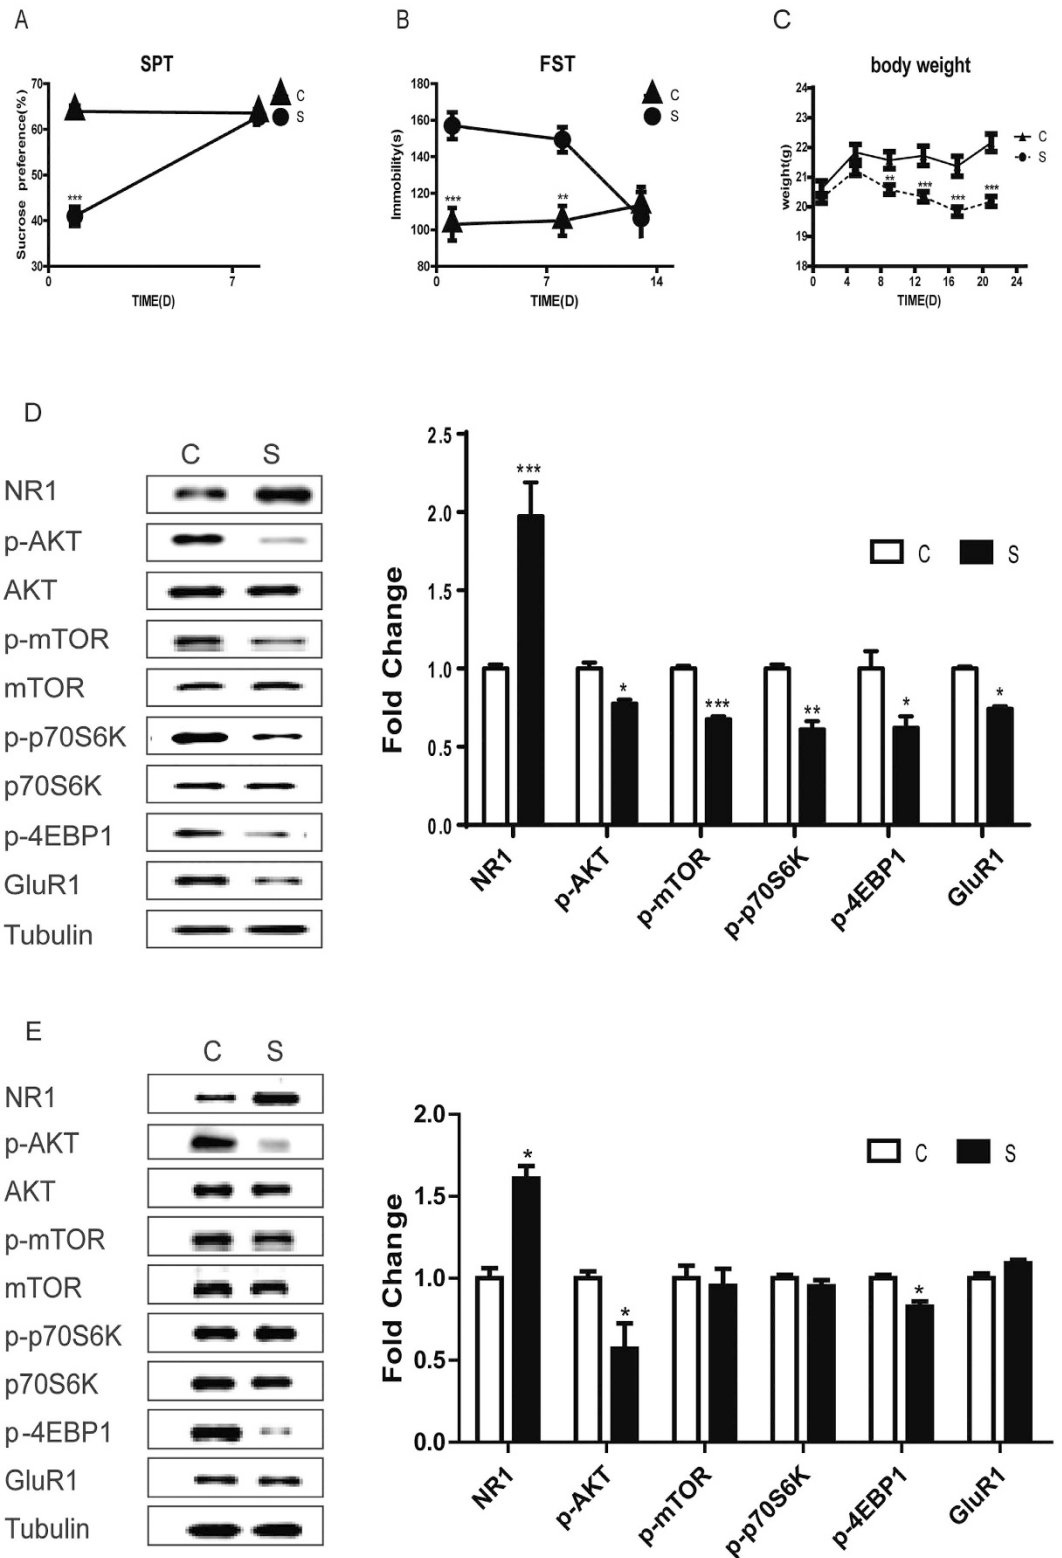 A
B
C
SPT
FST
body weight
Sucrose preference(%)
70
60
50
40
30
***
0
7
TIME(D)
C
S
Immobility(s)
180
160
140
120
100
80
***
**
0
7
14
TIME(D)
C
S
weight(g)
24
23
22
21
20
19
18
**
***
***
***
0
4
8
12
16
20
24
TIME(D)
C
S
D
C
S
NR1
p-AKT
AKT
p-mTOR
mTOR
p-p70S6K
p70S6K
p-4EBP1
GluR1
Tubulin
Fold Change
2.5
2.0
1.5
1.0
0.5
0.0
***
*
***
**
*
*
C
S
NR1
p-AKT
p-mTOR
p-p70S6K
p-4EBP1
GluR1
E
C
S
NR1
p-AKT
AKT
p-mTOR
mTOR
p-p70S6K
p70S6K
p-4EBP1
GluR1
Tubulin
Fold Change
2.0
1.5
1.0
0.5
0.0
*
*
*
C
S
NR1
p-AKT
p-mTOR
p-p70S6K
p-4EBP1
GluR1